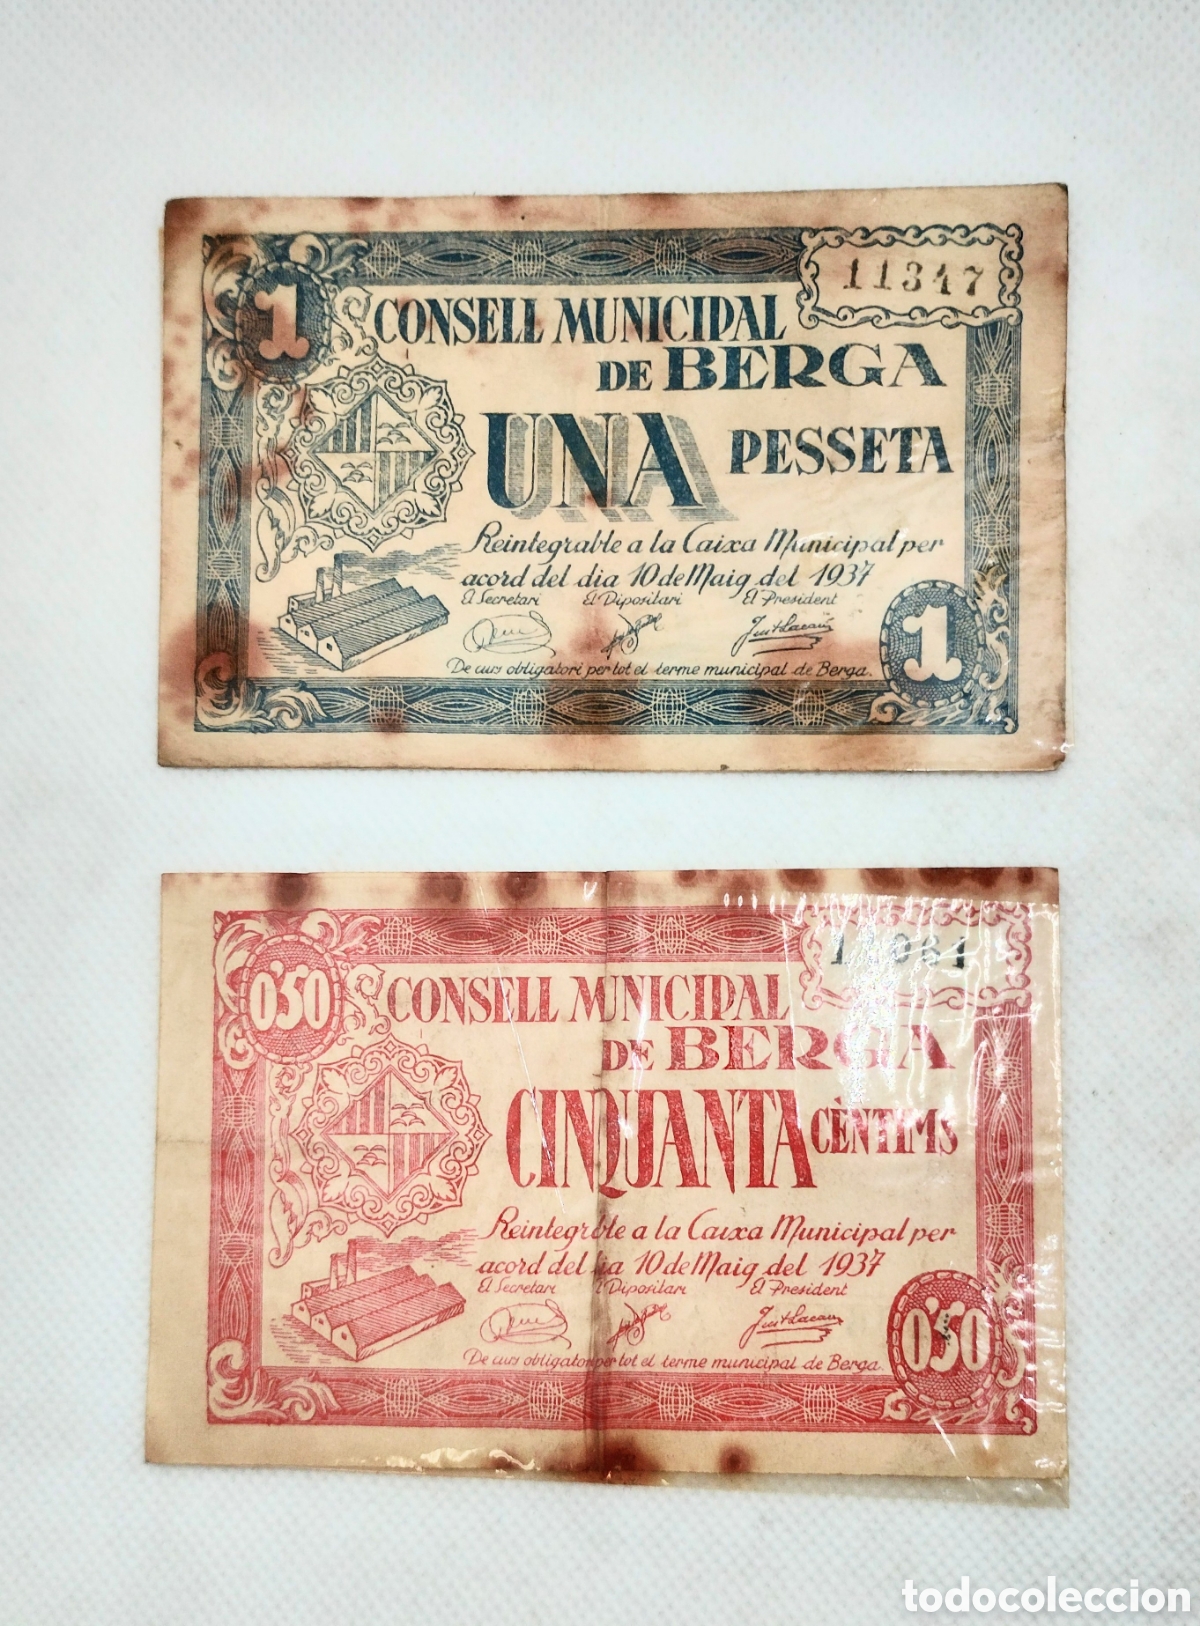 1
11347
CONSELL MUNICIPAL
DE BERGA
UNA PESSETA
Reintegrable a la Caixa Municipal per
acord del dia 10 de Maig del 1937
El Secretari El Dipositari El President
De curs obligatori per tot el terme municipal de Berga.
1
0'50
CONSELL MUNICIPAL
DE BERGA
CINQUANTA CÈNTIMS
Reintegrable a la Caixa Municipal per
acord del dia 10 de Maig del 1937
El Secretari El Dipositari El President
De curs obligatori per tot el terme municipal de Berga.
0'50
todocoleccion